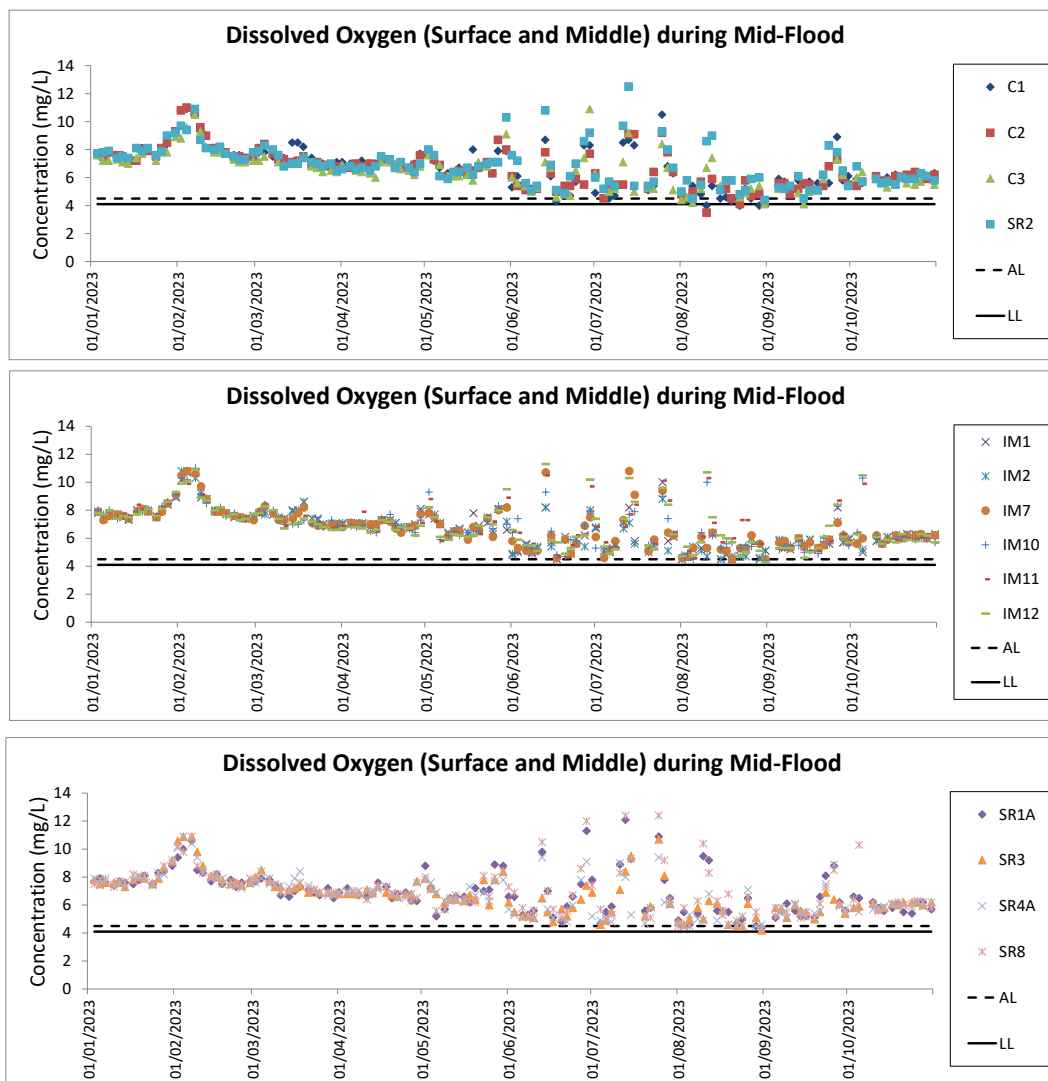 Dissolved Oxygen (Surface and Middle) during Mid-Flood
Concentration (mg/L)
14
12
10
8
6
4
2
0
01/01/2023
01/02/2023
01/03/2023
01/04/2023
01/05/2023
01/06/2023
01/07/2023
01/08/2023
01/09/2023
01/10/2023
C1
C2
C3
SR2
AL
LL
Dissolved Oxygen (Surface and Middle) during Mid-Flood
Concentration (mg/L)
14
12
10
8
6
4
2
0
01/01/2023
01/02/2023
01/03/2023
01/04/2023
01/05/2023
01/06/2023
01/07/2023
01/08/2023
01/09/2023
01/10/2023
IM1
IM2
IM7
IM10
IM11
IM12
AL
LL
Dissolved Oxygen (Surface and Middle) during Mid-Flood
Concentration (mg/L)
14
12
10
8
6
4
2
0
01/01/2023
01/02/2023
01/03/2023
01/04/2023
01/05/2023
01/06/2023
01/07/2023
01/08/2023
01/09/2023
01/10/2023
SR1A
SR3
SR4A
SR8
AL
LL